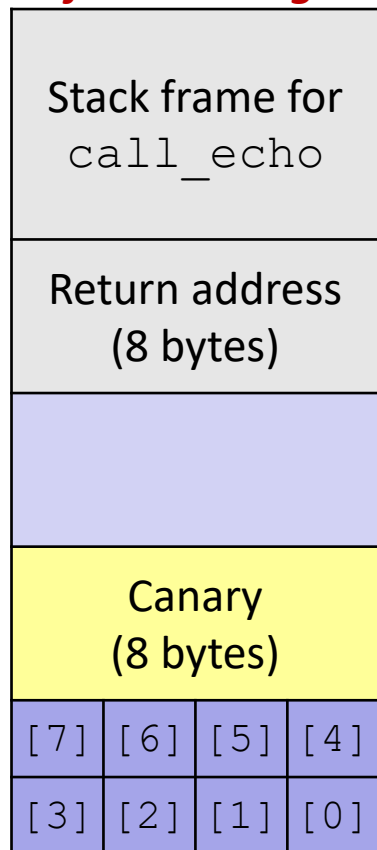 Stack frame for
call_echo
Return address
(8 bytes)
Canary
(8 bytes)
[7] [6] [5] [4]
[3] [2] [1] [0]